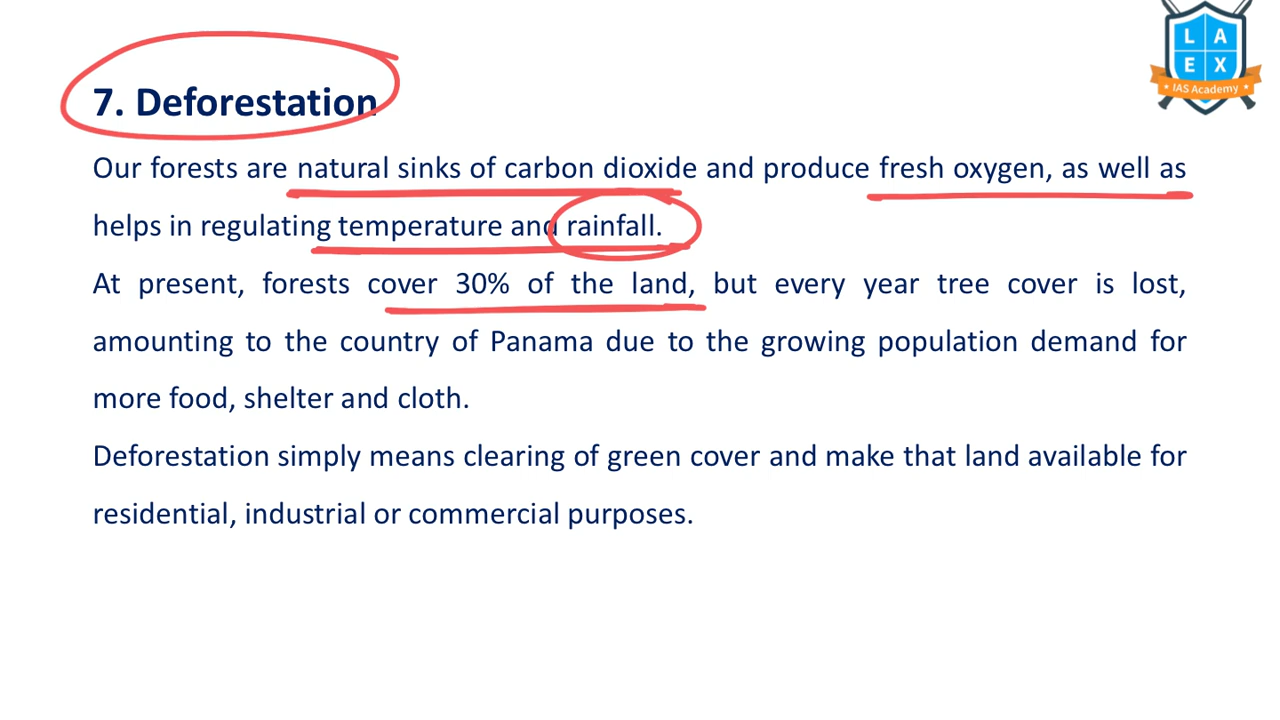 L A
E X
IAS Academy
7. Deforestation
Our forests are natural sinks of carbon dioxide and produce fresh oxygen, as well as
helps in regulating temperature and rainfall.
At present, forests cover 30% of the land, but every year tree cover is lost,
amounting to the country of Panama due to the growing population demand for
more food, shelter and cloth.
Deforestation simply means clearing of green cover and make that land available for
residential, industrial or commercial purposes.